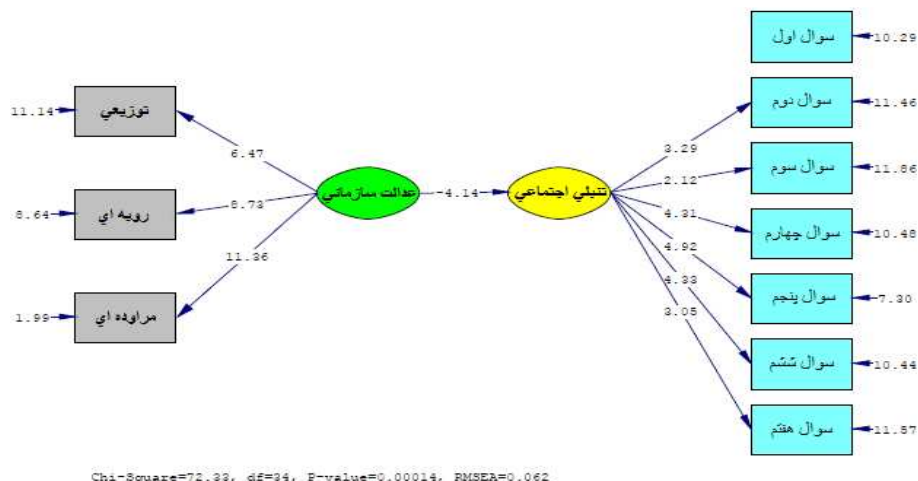 سوال اول
10.29
توزيعي
11.14
سوال دوم
11.46
6.47
3.29
سوال سوم
11.86
2.12
رويه اي
8.64
8.73
عدالت سازماني
-4.14
تنبلي اجتماعي
4.31
سوال چهارم
10.48
4.92
11.36
مراوده اي
1.99
4.33
سوال پنجم
7.30
3.05
سوال ششم
10.44
سوال هفتم
11.57
Chi-Square=72.33, df=34, P-value=0.00014, RMSEA=0.062